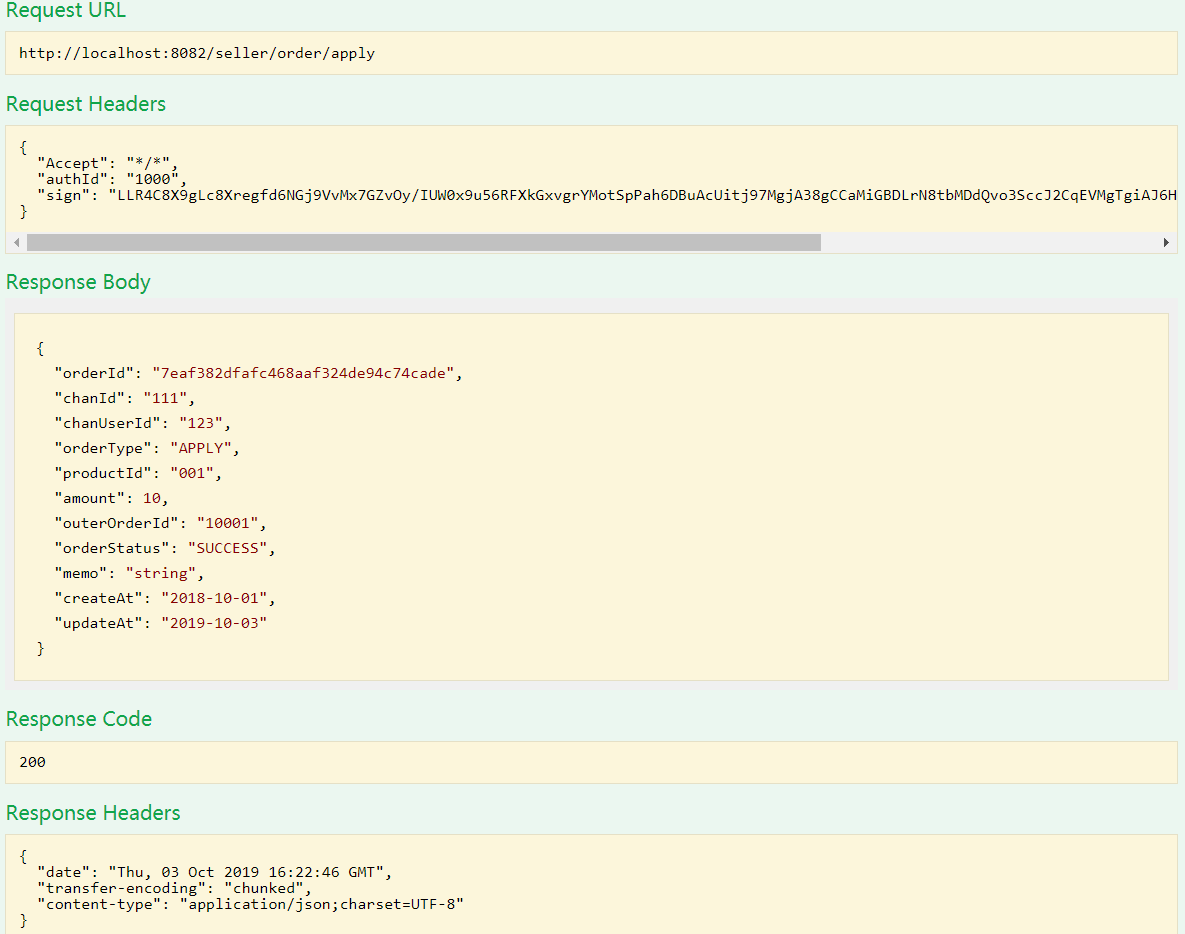 Request URL
http://localhost:8082/seller/order/apply
Request Headers
{
  "Accept": "*/*",
  "authId": "1000",
  "sign": "LLR4C8X9gLc8Xregfd6NGj9VvMx7GZvOy/IUW0x9u56RFXkGxvgrYMotSpPah6DBuAcUitj97MgjA38gCCaMiGBDLrN8tbMDdQvo3SccJ2CqEVMgTgiAJ6H
}
Response Body
{
  "orderId": "7eaf382dfafc468aaf324de94c74cade",
  "chanId": "111",
  "chanUserId": "123",
  "orderType": "APPLY",
  "productId": "001",
  "amount": 10,
  "outerOrderId": "10001",
  "orderStatus": "SUCCESS",
  "memo": "string",
  "createAt": "2018-10-01",
  "updateAt": "2019-10-03"
}
Response Code
200
Response Headers
{
  "date": "Thu, 03 Oct 2019 16:22:46 GMT",
  "transfer-encoding": "chunked",
  "content-type": "application/json;charset=UTF-8"
}